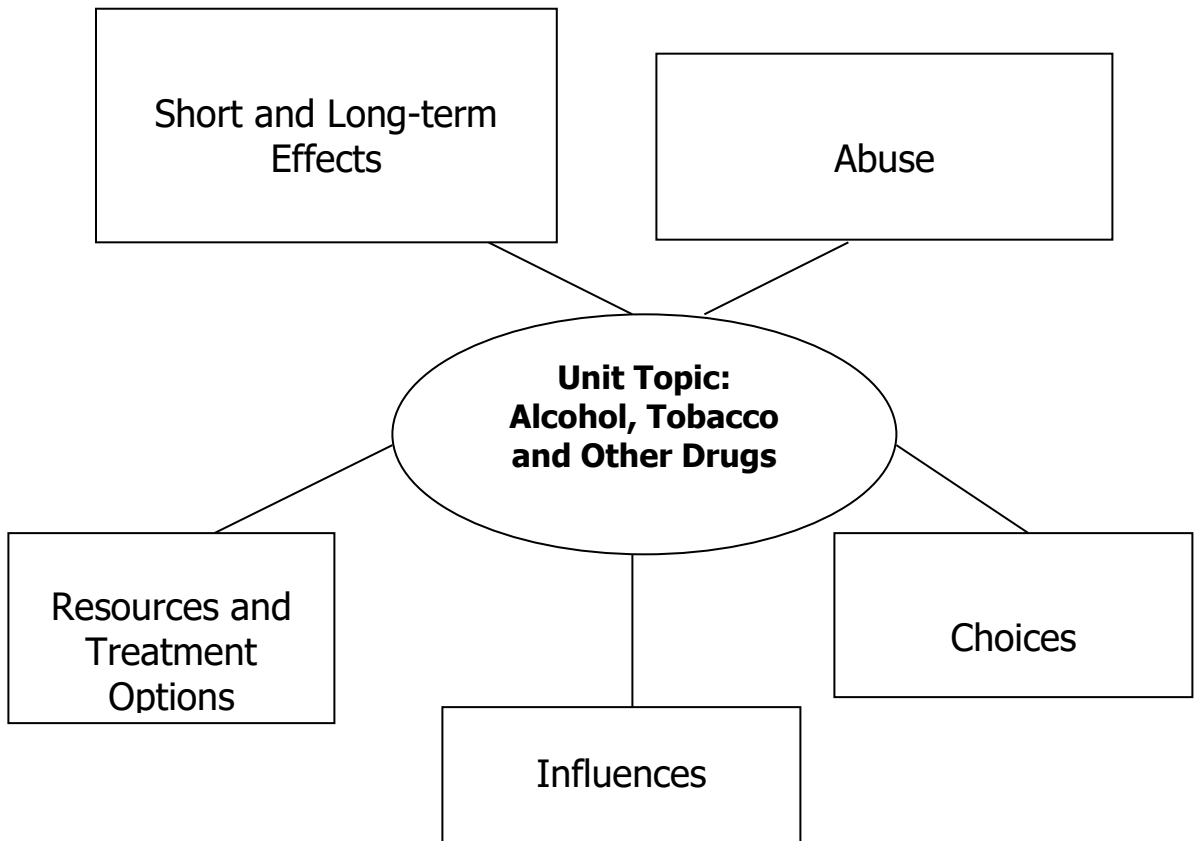 Short and Long-term
Effects
Abuse
Unit Topic:
Alcohol, Tobacco
and Other Drugs
Resources and
Treatment
Options
Choices
Influences